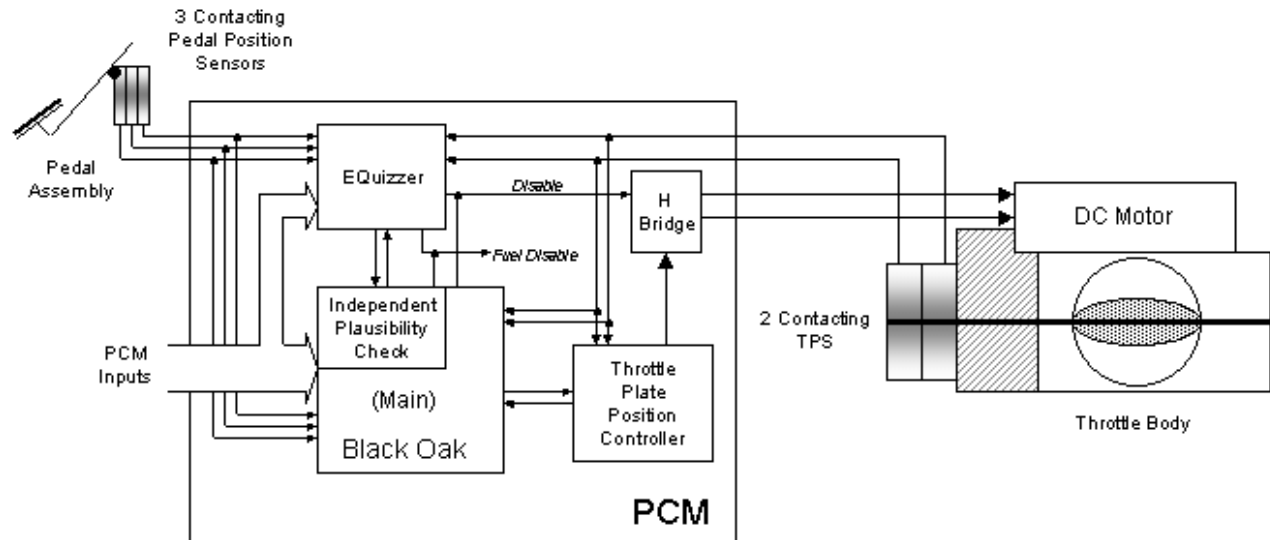 3 Contacting
Pedal Position
Sensors
Pedal
Assembly
EQuizzer
Disable
H
Bridge
DC Motor
Fuel Disable
Independent
Plausibility
Check
2 Contacting
TPS
PCM
Inputs
Throttle
Plate
Position
Controller
(Main)
Black Oak
Throttle Body
PCM